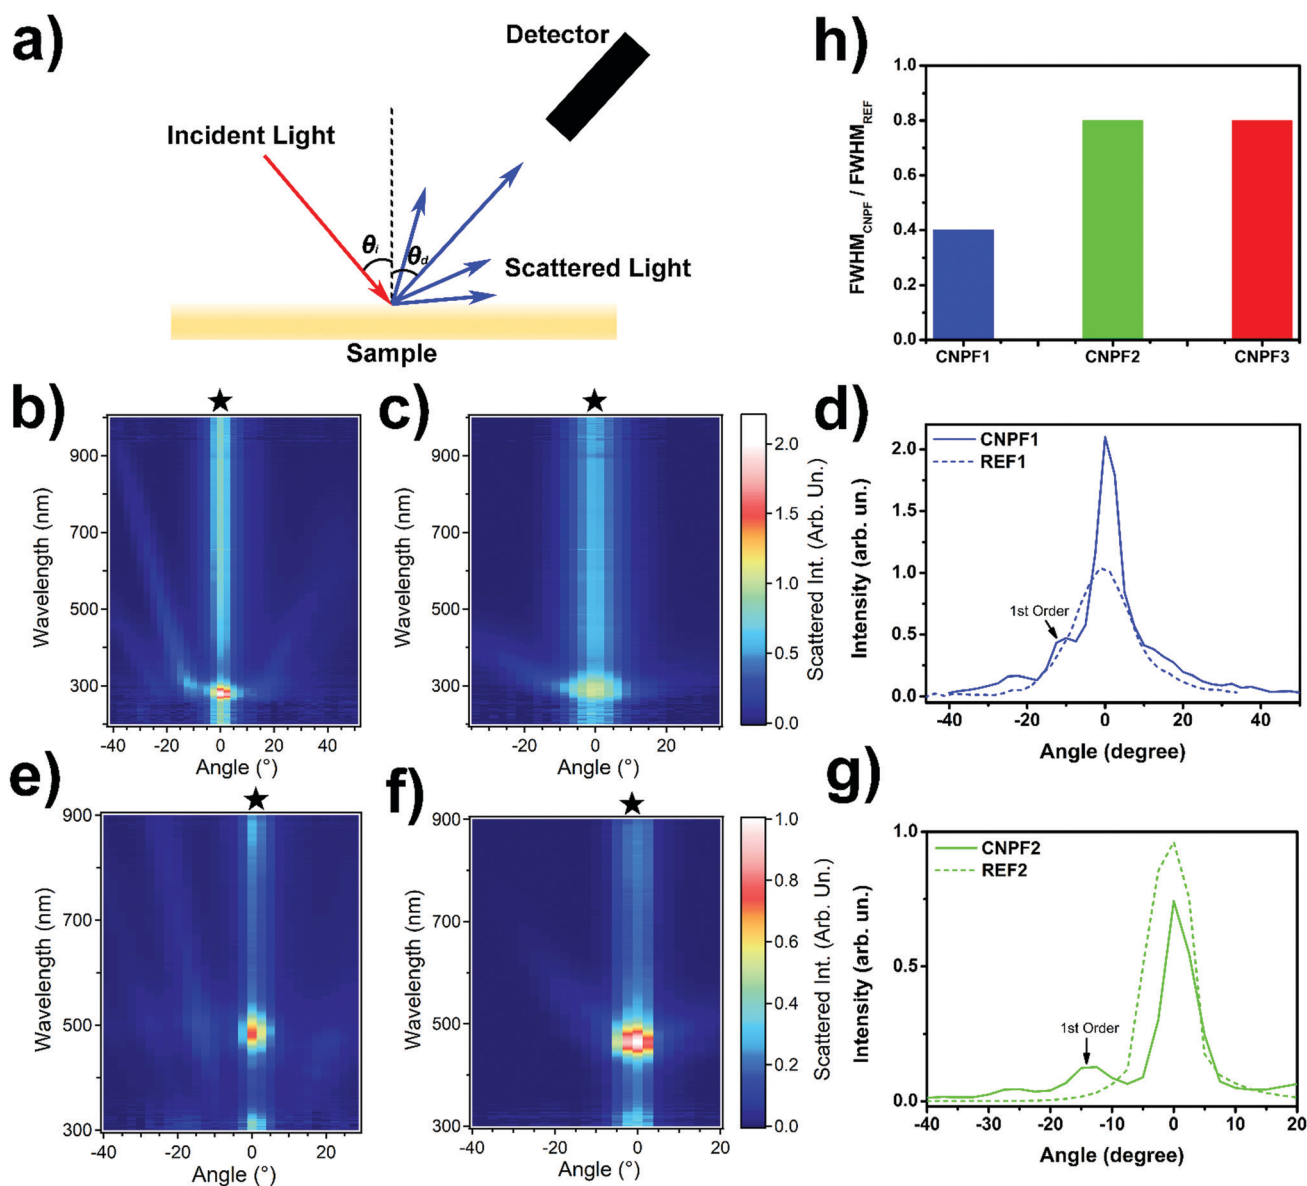 a)
Detector
Incident Light
θi
θd
Scattered Light
Sample
h)
FWHM_CNPF / FWHM_REF
1.0
0.8
0.6
0.4
0.2
0.0
CNPF1
CNPF2
CNPF3
b)
★
Wavelength (nm)
900
700
500
300
-40
-20
0
20
40
Angle (°)
c)
★
Wavelength (nm)
900
700
500
300
-20
0
20
Angle (°)
2.0
1.5
1.0
0.5
0.0
Scattered Int. (Arb. Un.)
d)
CNPF1
REF1
1st Order
Intensity (arb. un.)
2.0
1.5
1.0
0.5
0.0
-40
-20
0
20
40
Angle (degree)
e)
★
Wavelength (nm)
900
700
500
300
-40
-20
0
20
Angle (°)
f)
★
Wavelength (nm)
900
700
500
300
-40
-20
0
20
Angle (°)
1.0
0.8
0.6
0.4
0.2
0.0
Scattered Int. (Arb. Un.)
g)
CNPF2
REF2
1st Order
Intensity (arb. un.)
1.0
0.5
0.0
-40
-30
-20
-10
0
10
20
Angle (degree)